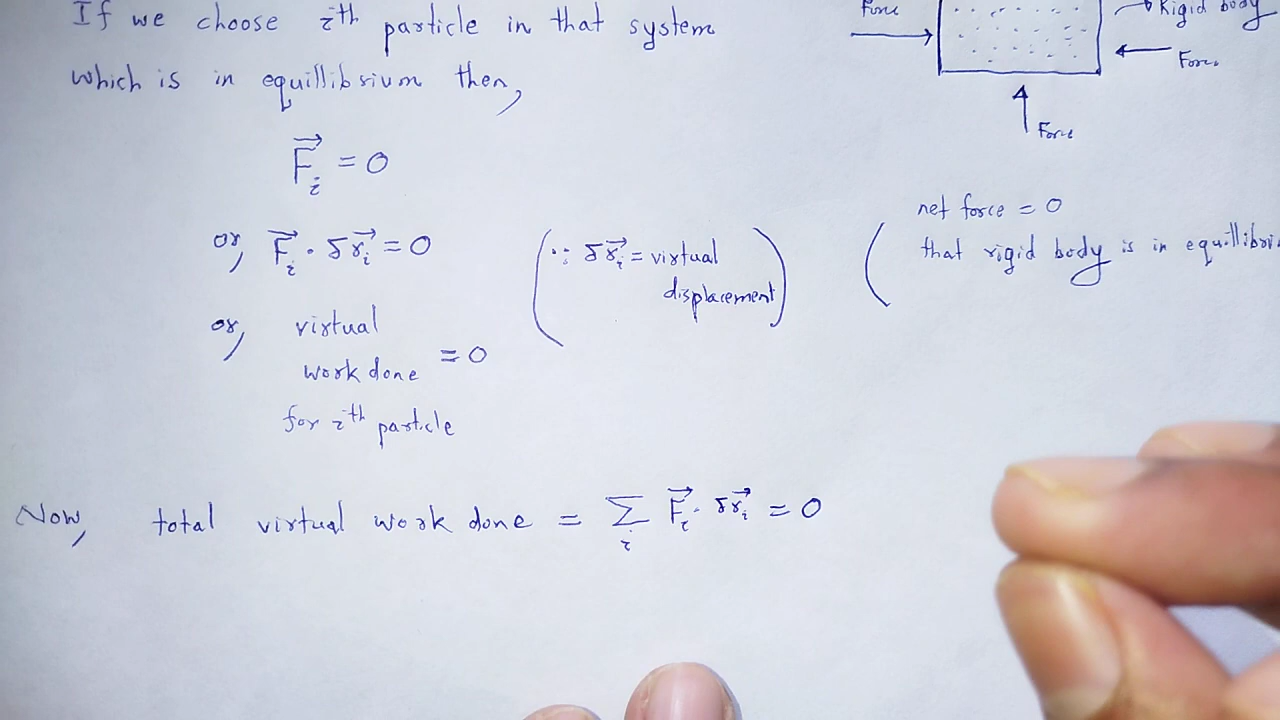 If we choose iᵗʰ particle in that system
which is in equillibrium then,
F⃗ᵢ = 0
or, F⃗ᵢ · δr⃗ᵢ = 0
(∵ δr⃗ᵢ = virtual
displacement)
or, virtual
work done = 0
for iᵗʰ particle
Now, total virtual work done = Σᵢ F⃗ᵢ · δr⃗ᵢ = 0
Force
Rigid body
Force
Force
(net force = 0
that rigid body is in